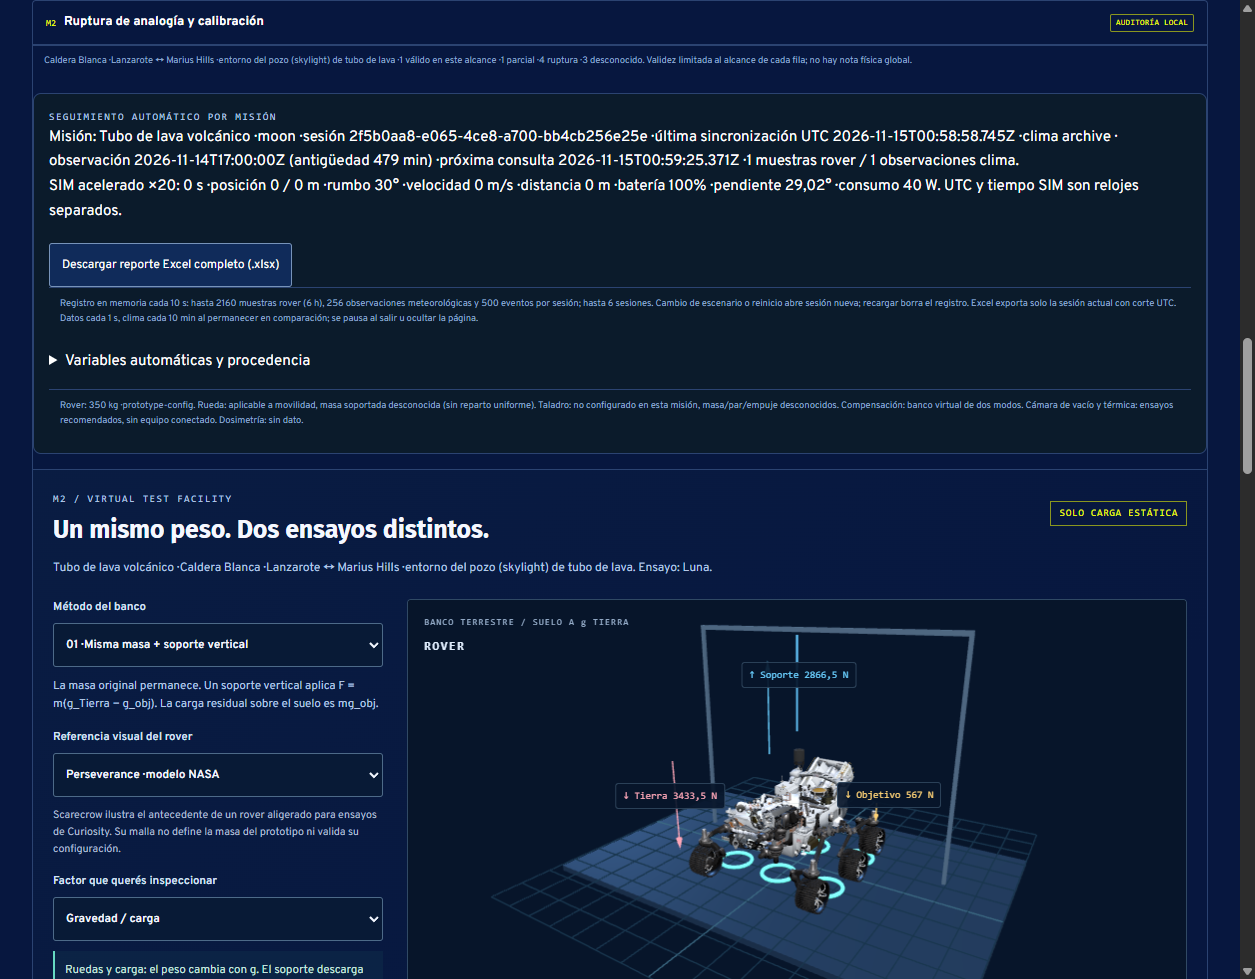 M2 Ruptura de analogía y calibración
AUDITORÍA LOCAL
Caldera Blanca ·Lanzarote ↔ Marius Hills ·entorno del pozo (skylight) de tubo de lava ·1 válido en este alcance ·1 parcial ·4 ruptura ·3 desconocido. Validez limitada al alcance de cada fila; no hay nota física global.
SEGUIMIENTO AUTOMÁTICO POR MISIÓN
Misión: Tubo de lava volcánico ·moon ·sesión 2f5b0aa8-e065-4ce8-a700-bb4cb256e25e ·última sincronización UTC 2026-11-15T00:58:58.745Z ·clima archive ·
observación 2026-11-14T17:00:00Z (antigüedad 479 min) ·próxima consulta 2026-11-15T00:59:25.371Z ·1 muestras rover / 1 observaciones clima.
SIM acelerado ×20: 0 s ·posición 0 / 0 m ·rumbo 30° ·velocidad 0 m/s ·distancia 0 m ·batería 100% ·pendiente 29,02° ·consumo 40 W. UTC y tiempo SIM son relojes
separados.
Descargar reporte Excel completo (.xlsx)
Registro en memoria cada 10 s: hasta 2160 muestras rover (6 h), 256 observaciones meteorológicas y 500 eventos por sesión; hasta 6 sesiones. Cambio de escenario o reinicio abre sesión nueva; recargar borra el registro. Excel exporta solo la sesión actual con corte UTC.
Datos cada 1 s, clima cada 10 min al permanecer en comparación; se pausa al salir u ocultar la página.
▶ Variables automáticas y procedencia
Rover: 350 kg ·prototype-config. Rueda: aplicable a movilidad, masa soportada desconocida (sin reparto uniforme). Taladro: no configurado en esta misión, masa/par/empuje desconocidos. Compensación: banco virtual de dos modos. Cámara de vacío y térmica: ensayos
recomendados, sin equipo conectado. Dosimetría: sin dato.
M2 / VIRTUAL TEST FACILITY
Un mismo peso. Dos ensayos distintos.
SOLO CARGA ESTÁTICA
Tubo de lava volcánico ·Caldera Blanca ·Lanzarote ↔ Marius Hills ·entorno del pozo (skylight) de tubo de lava. Ensayo: Luna.
Método del banco
01 ·Misma masa + soporte vertical
La masa original permanece. Un soporte vertical aplica F =
m(g_Tierra − g_obj). La carga residual sobre el suelo es mg_obj.
Referencia visual del rover
Perseverance ·modelo NASA
Scarecrow ilustra el antecedente de un rover aligerado para ensayos
de Curiosity. Su malla no define la masa del prototipo ni valida su
configuración.
Factor que querés inspeccionar
Gravedad / carga
Ruedas y carga: el peso cambia con g. El soporte descarga
BANCO TERRESTRE / SUELO A g TIERRA
ROVER
↑ Soporte 2866,5 N
↓ Tierra 3433,5 N
↓ Objetivo 567 N